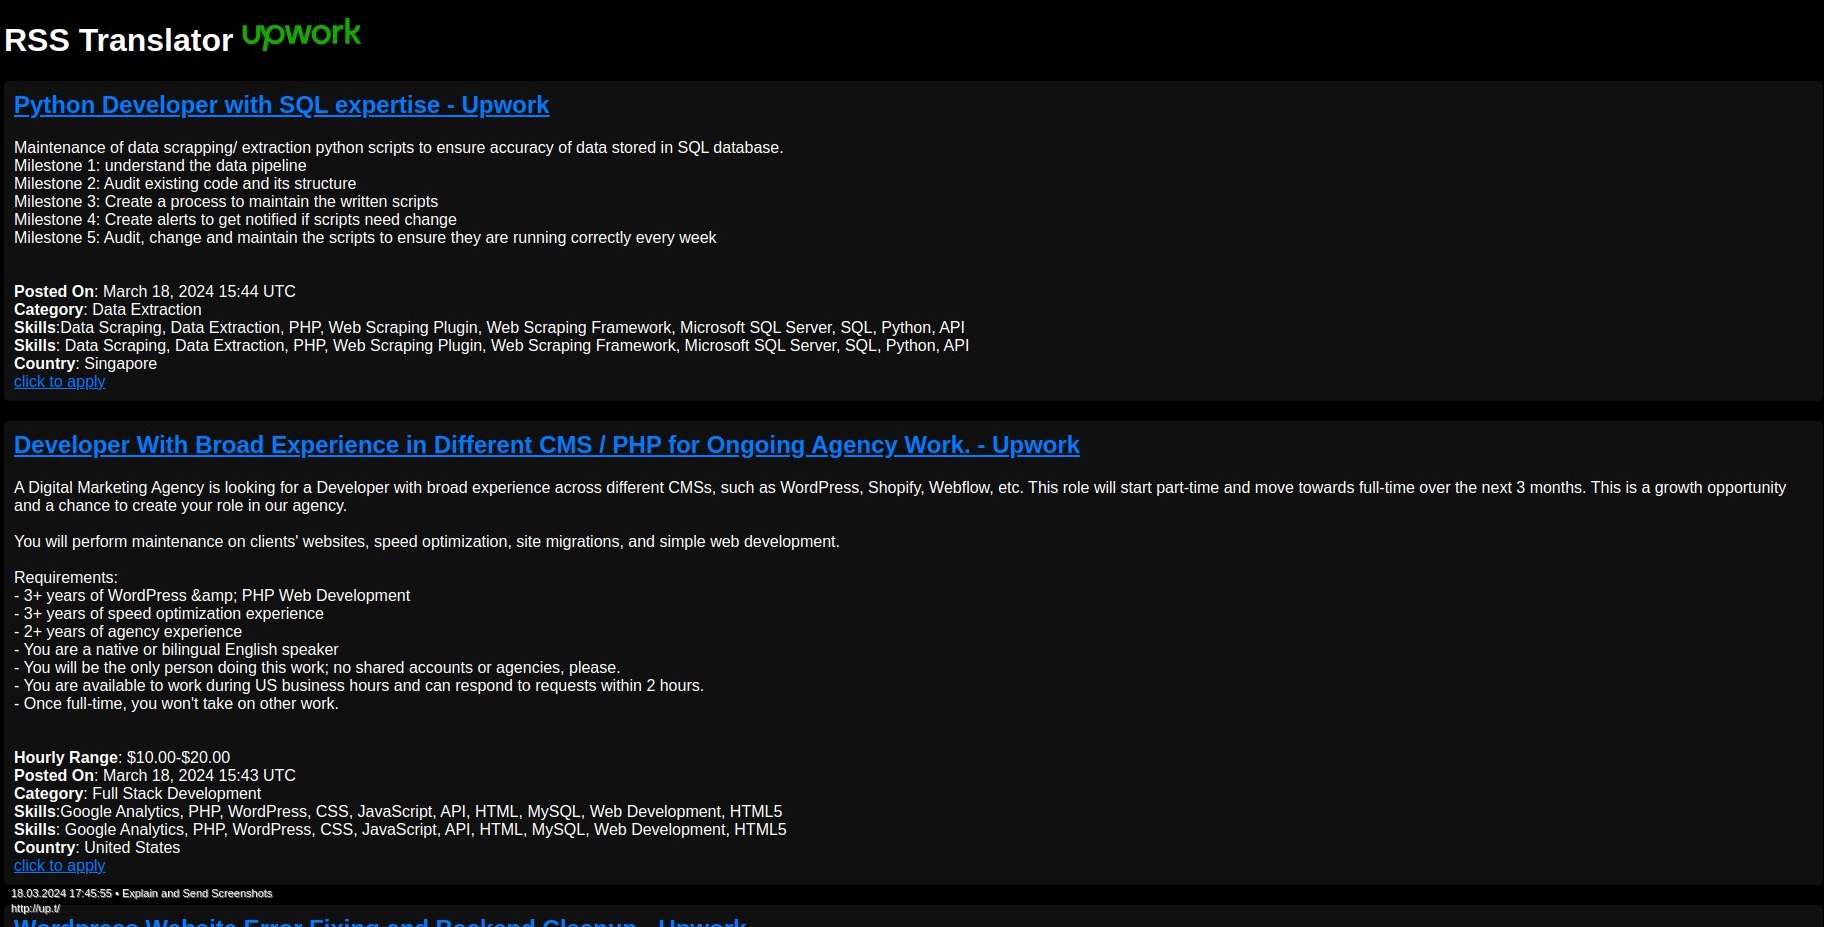 RSS Translator upwork
Python Developer with SQL expertise - Upwork
Maintenance of data scrapping/ extraction python scripts to ensure accuracy of data stored in SQL database.
Milestone 1: understand the data pipeline
Milestone 2: Audit existing code and its structure
Milestone 3: Create a process to maintain the written scripts
Milestone 4: Create alerts to get notified if scripts need change
Milestone 5: Audit, change and maintain the scripts to ensure they are running correctly every week
Posted On: March 18, 2024 15:44 UTC
Category: Data Extraction
Skills:Data Scraping, Data Extraction, PHP, Web Scraping Plugin, Web Scraping Framework, Microsoft SQL Server, SQL, Python, API
Skills: Data Scraping, Data Extraction, PHP, Web Scraping Plugin, Web Scraping Framework, Microsoft SQL Server, SQL, Python, API
Country: Singapore
click to apply
Developer With Broad Experience in Different CMS / PHP for Ongoing Agency Work. - Upwork
A Digital Marketing Agency is looking for a Developer with broad experience across different CMSs, such as WordPress, Shopify, Webflow, etc. This role will start part-time and move towards full-time over the next 3 months. This is a growth opportunity
and a chance to create your role in our agency.
You will perform maintenance on clients' websites, speed optimization, site migrations, and simple web development.
Requirements:
- 3+ years of WordPress &amp; PHP Web Development
- 3+ years of speed optimization experience
- 2+ years of agency experience
- You are a native or bilingual English speaker
- You will be the only person doing this work; no shared accounts or agencies, please.
- You are available to work during US business hours and can respond to requests within 2 hours.
- Once full-time, you won't take on other work.
Hourly Range: $10.00-$20.00
Posted On: March 18, 2024 15:43 UTC
Category: Full Stack Development
Skills:Google Analytics, PHP, WordPress, CSS, JavaScript, API, HTML, MySQL, Web Development, HTML5
Skills: Google Analytics, PHP, WordPress, CSS, JavaScript, API, HTML, MySQL, Web Development, HTML5
Country: United States
click to apply
18.03.2024 17:45:55 • Explain and Send Screenshots
http://up.t/
Wordpress Website Error Fixing and Backend Cleanup - Upwork